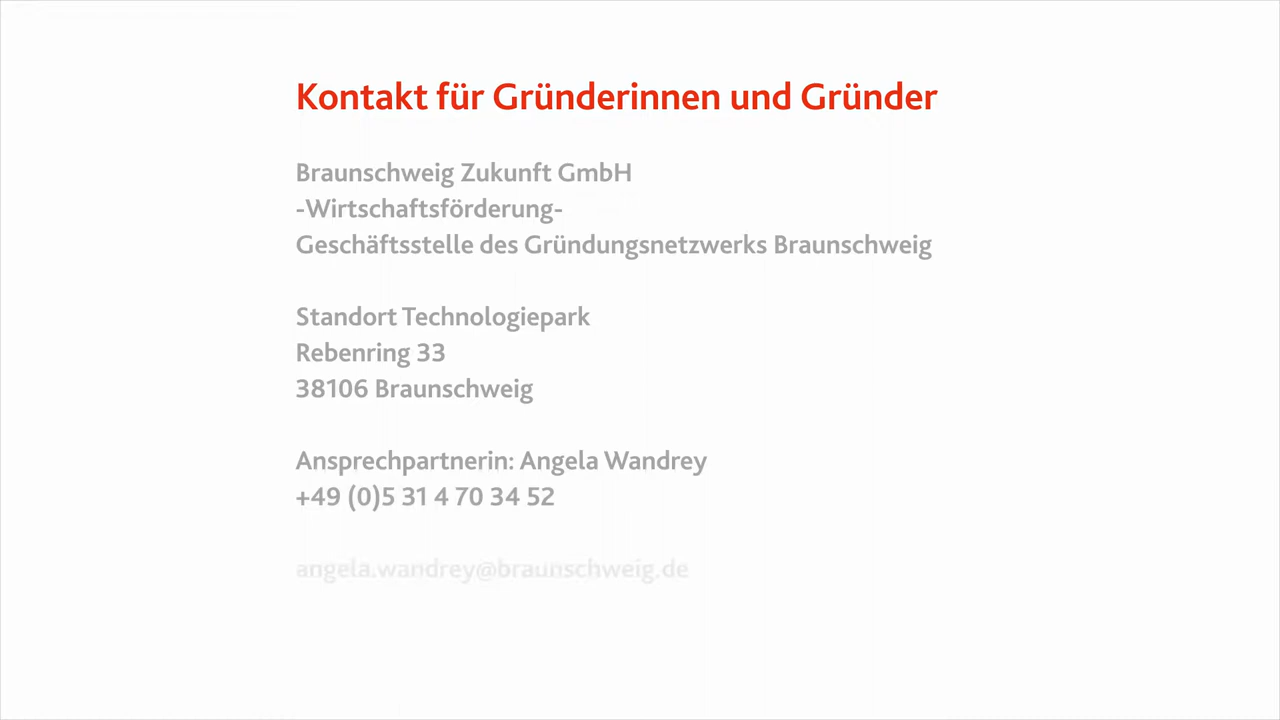 Kontakt für Gründerinnen und Gründer
Braunschweig Zukunft GmbH
-Wirtschaftsförderung-
Geschäftsstelle des Gründungsnetzwerks Braunschweig
Standort Technologiepark
Rebenring 33
38106 Braunschweig
Ansprechpartnerin: Angela Wandrey
+49 (0)5 31 4 70 34 52
angela.wandrey@braunschweig.de